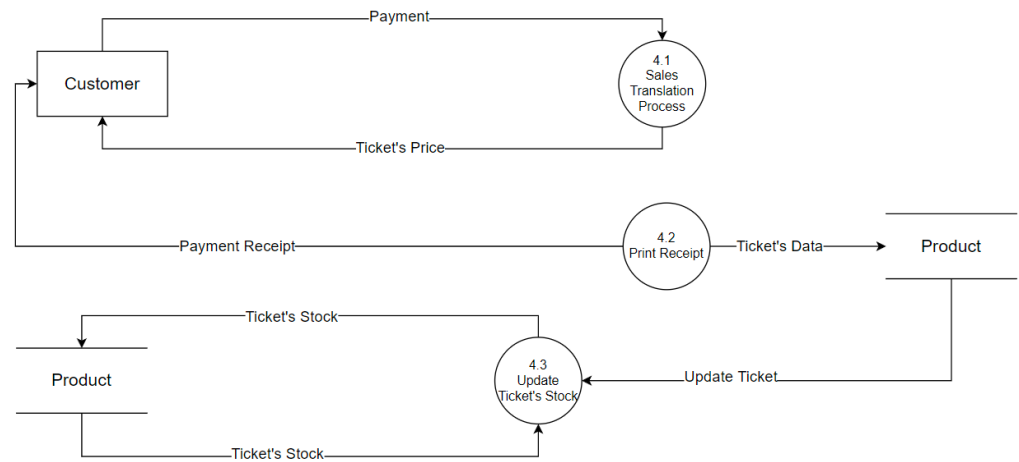 Payment
Customer
4.1
Sales
Translation
Process
Ticket's Price
Payment Receipt
4.2
Print Receipt
Ticket's Data
Product
Ticket's Stock
Product
4.3
Update
Ticket's Stock
Update Ticket
Ticket's Stock